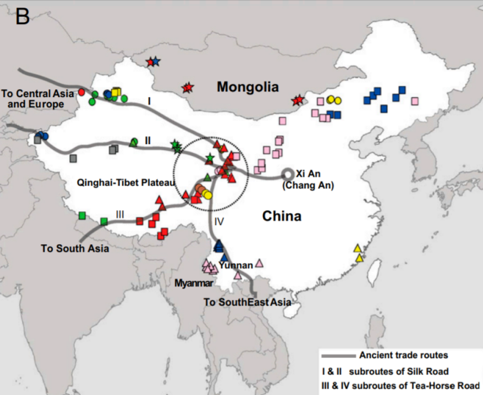 B
Mongolia
To Central Asia
and Europe
I
II
Xi An
(Chang An)
Qinghai-Tibet Plateau
China
III
IV
To South Asia
Yunnan
Myanmar
To SouthEast Asia
Ancient trade routes
I & II subroutes of Silk Road
III & IV subroutes of Tea-Horse Road